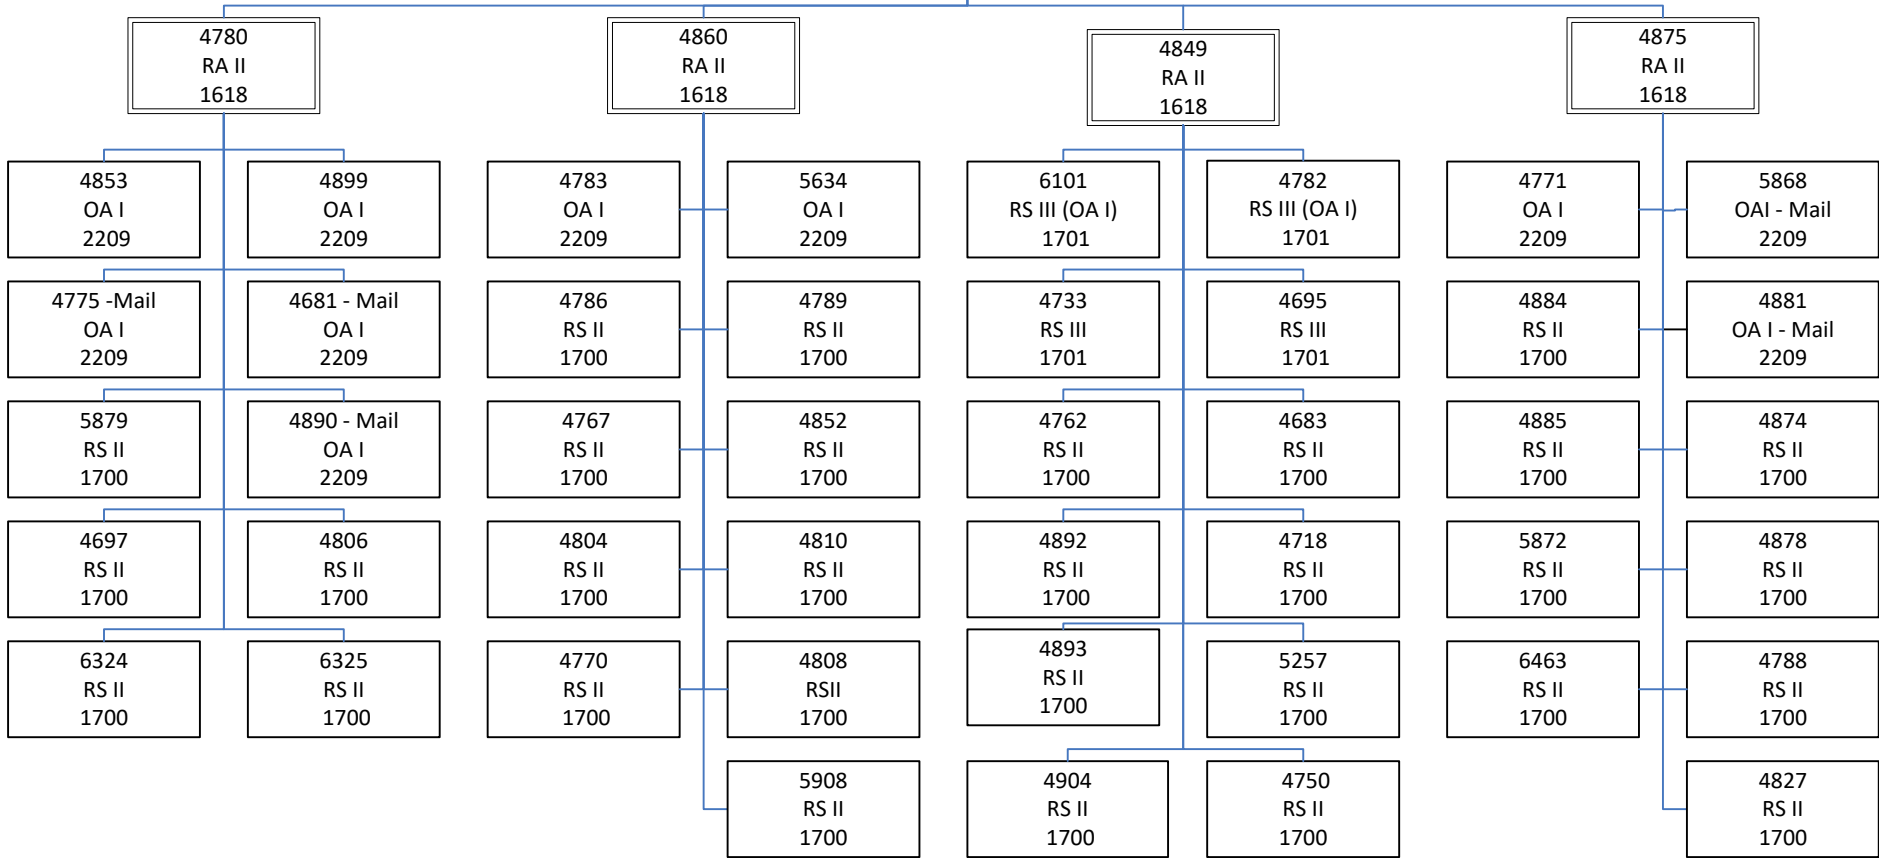 4780
RA II
1618
4860
RA II
1618
4849
RA II
1618
4875
RA II
1618
4853
OA I
2209
4899
OA I
2209
4783
OA I
2209
5634
OA I
2209
6101
RS III (OA I)
1701
4782
RS III (OA I)
1701
4771
OA I
2209
5868
OAI - Mail
2209
4775 -Mail
OA I
2209
4681 - Mail
OA I
2209
4786
RS II
1700
4789
RS II
1700
4733
RS III
1701
4695
RS III
1701
4884
RS II
1700
4881
OA I - Mail
2209
5879
RS II
1700
4890 - Mail
OA I
2209
4767
RS II
1700
4852
RS II
1700
4762
RS II
1700
4683
RS II
1700
4885
RS II
1700
4874
RS II
1700
4697
RS II
1700
4806
RS II
1700
4804
RS II
1700
4810
RS II
1700
4892
RS II
1700
4718
RS II
1700
5872
RS II
1700
4878
RS II
1700
6324
RS II
1700
6325
RS II
1700
4770
RS II
1700
4808
RSII
1700
4893
RS II
1700
5257
RS II
1700
6463
RS II
1700
4788
RS II
1700
5908
RS II
1700
4904
RS II
1700
4750
RS II
1700
4827
RS II
1700